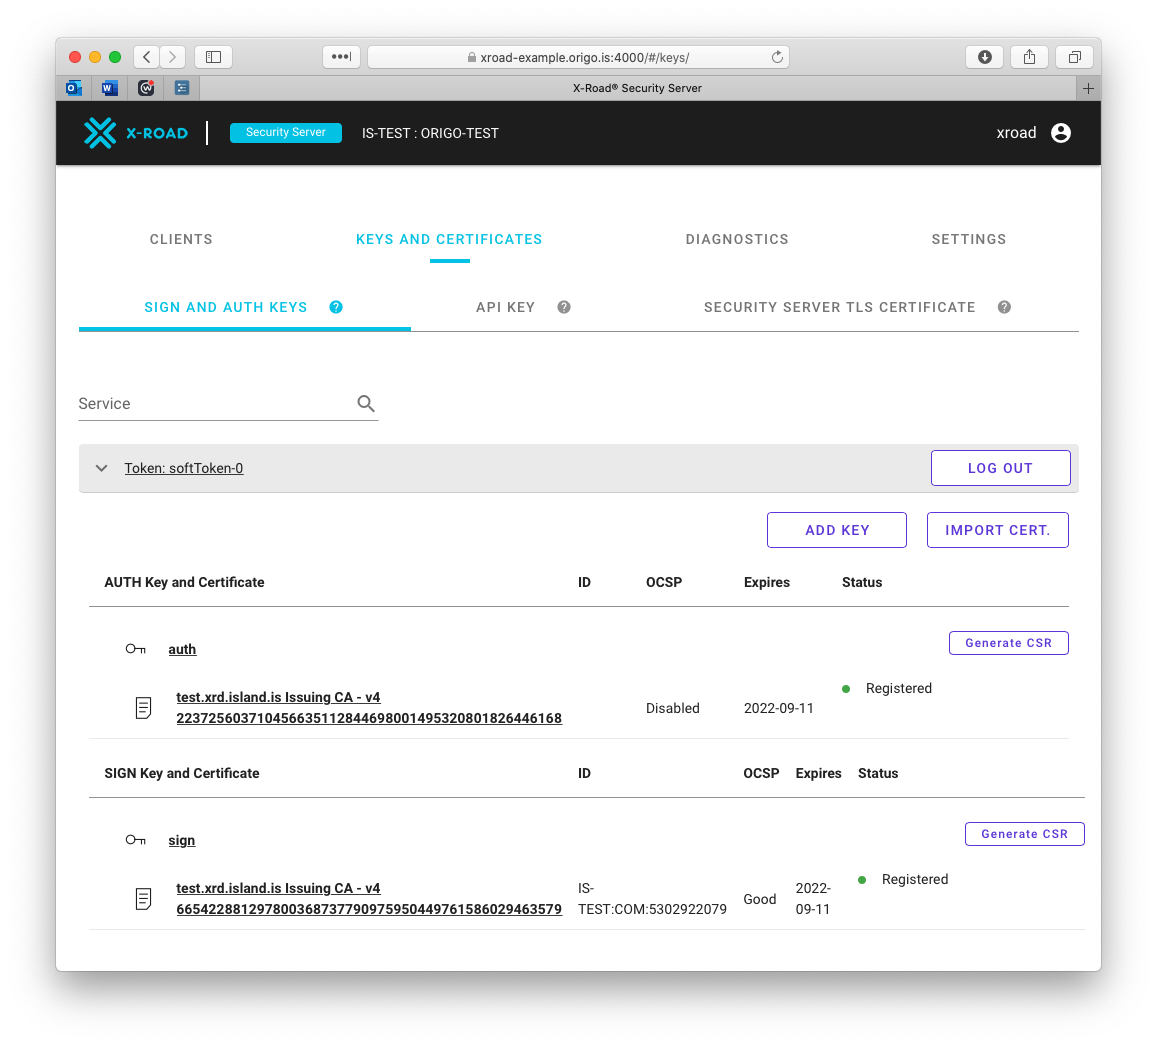 xroad-example.origo.is:4000/#/keys/
X-Road® Security Server
X-ROAD Security Server IS-TEST : ORIGO-TEST xroad
CLIENTS KEYS AND CERTIFICATES DIAGNOSTICS SETTINGS
SIGN AND AUTH KEYS ? API KEY ? SECURITY SERVER TLS CERTIFICATE ?
Service
Token: softToken-0 LOG OUT
ADD KEY IMPORT CERT.
AUTH Key and Certificate ID OCSP Expires Status
auth Generate CSR
test.xrd.island.is Issuing CA - v4
223725603710456635112844698001495320801826446168 Disabled 2022-09-11 Registered
SIGN Key and Certificate ID OCSP Expires Status
sign Generate CSR
test.xrd.island.is Issuing CA - v4 IS- 2022- Registered
665422881297800368737790975950449761586029463579 TEST:COM:5302922079 Good 09-11